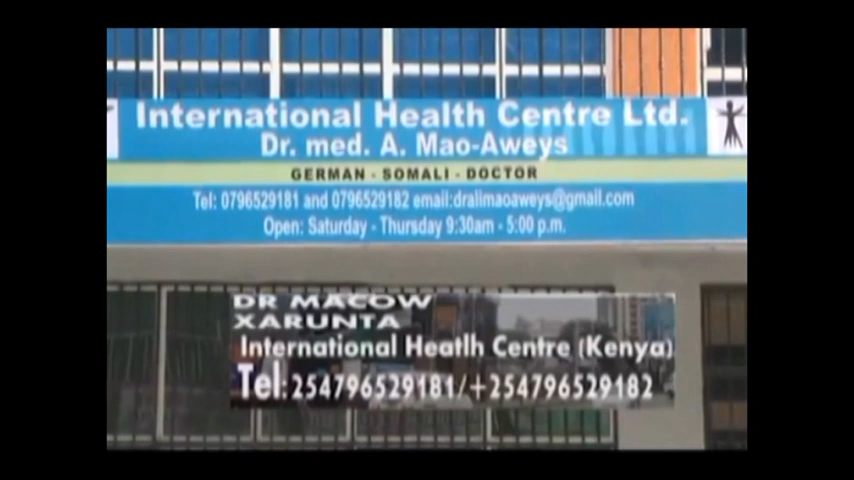 International Health Centre Ltd.
Dr. med. A. Mao-Aweys
GERMAN - SOMALI - DOCTOR
Tel: 0796529181 and 0796529182 email:dralimaoaweys@gmail.com
Open: Saturday - Thursday 9:30am - 5:00 p.m.
DR MACOW
XARUNTA
International Heatlh Centre (Kenya)
Tel: 254796529181/+254796529182